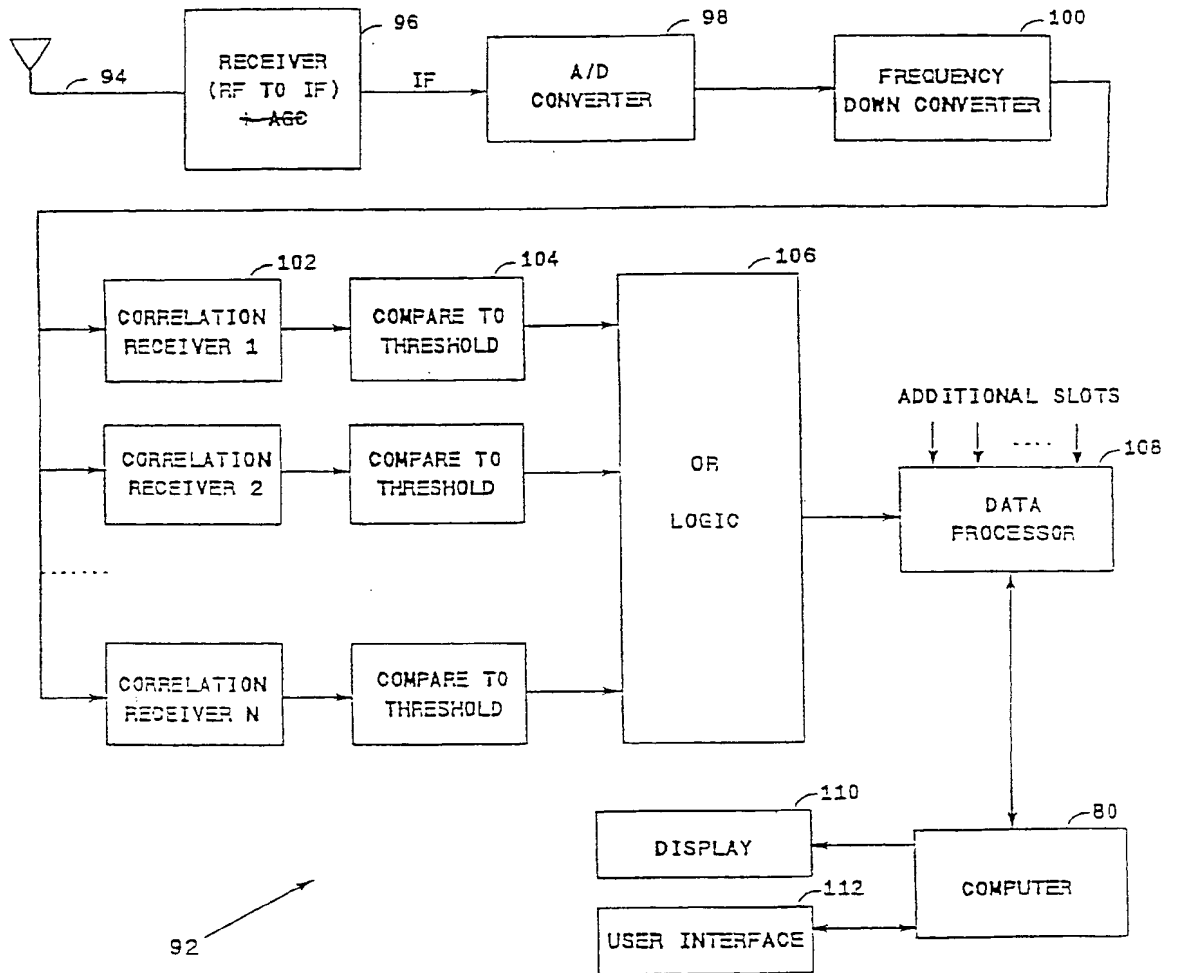 96
98
100
94
RECEIVER
(RF TO IF)
+ AGC
IF
A/D
CONVERTER
FREQUENCY
DOWN CONVERTER
102
104
106
CORRELATION
RECEIVER 1
COMPARE TO
THRESHOLD
CORRELATION
RECEIVER 2
COMPARE TO
THRESHOLD
OR
LOGIC
ADDITIONAL SLOTS
....
108
DATA
PROCESSOR
.......
CORRELATION
RECEIVER N
COMPARE TO
THRESHOLD
110
80
DISPLAY
COMPUTER
112
USER INTERFACE
92